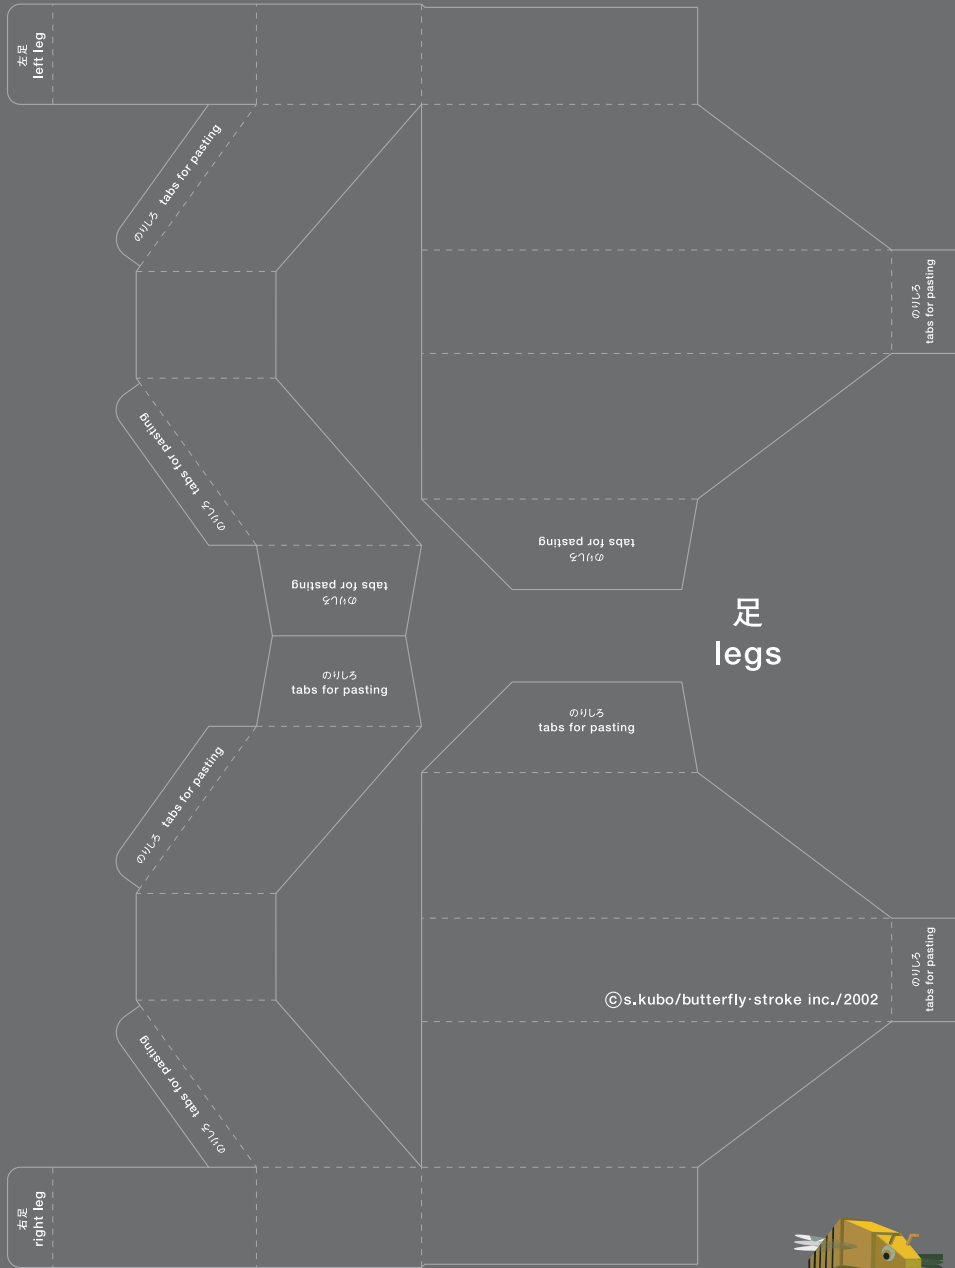 左足
left leg
のりしろ tabs for pasting
のりしろ
tabs for pasting
のりしろ tabs for pasting
のりしろ
tabs for pasting
のりしろ
tabs for pasting
足
legs
のりしろ
tabs for pasting
のりしろ
tabs for pasting
のりしろ tabs for pasting
のりしろ
tabs for pasting
©s.kubo/butterfly·stroke inc./2002
のりしろ tabs for pasting
右足
right leg